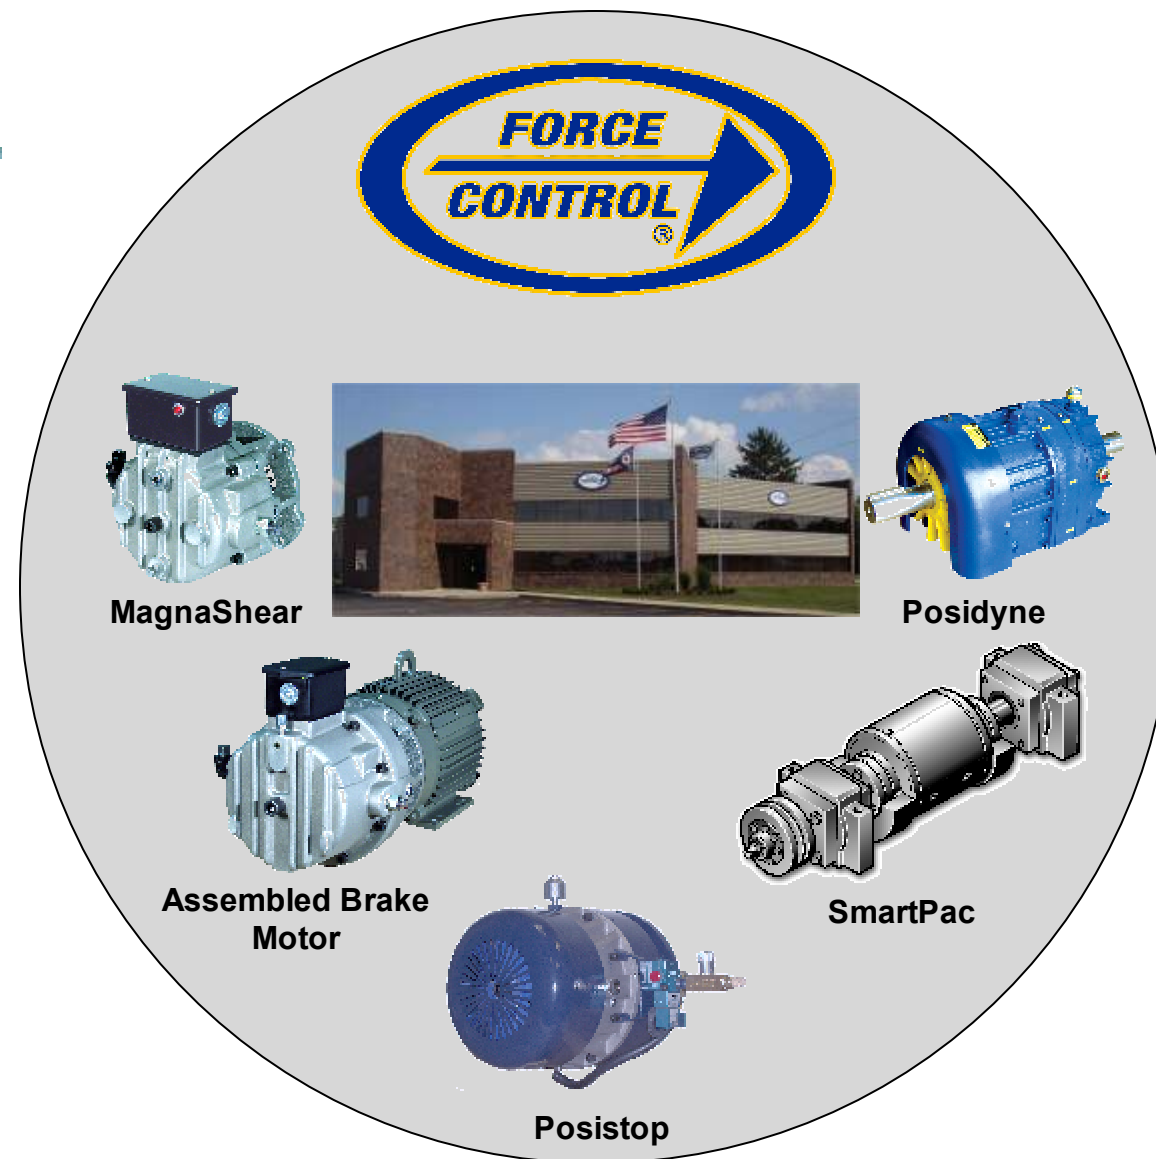 FORCE
CONTROL
®
MagnaShear
Posidyne
Assembled Brake
Motor
SmartPac
Posistop